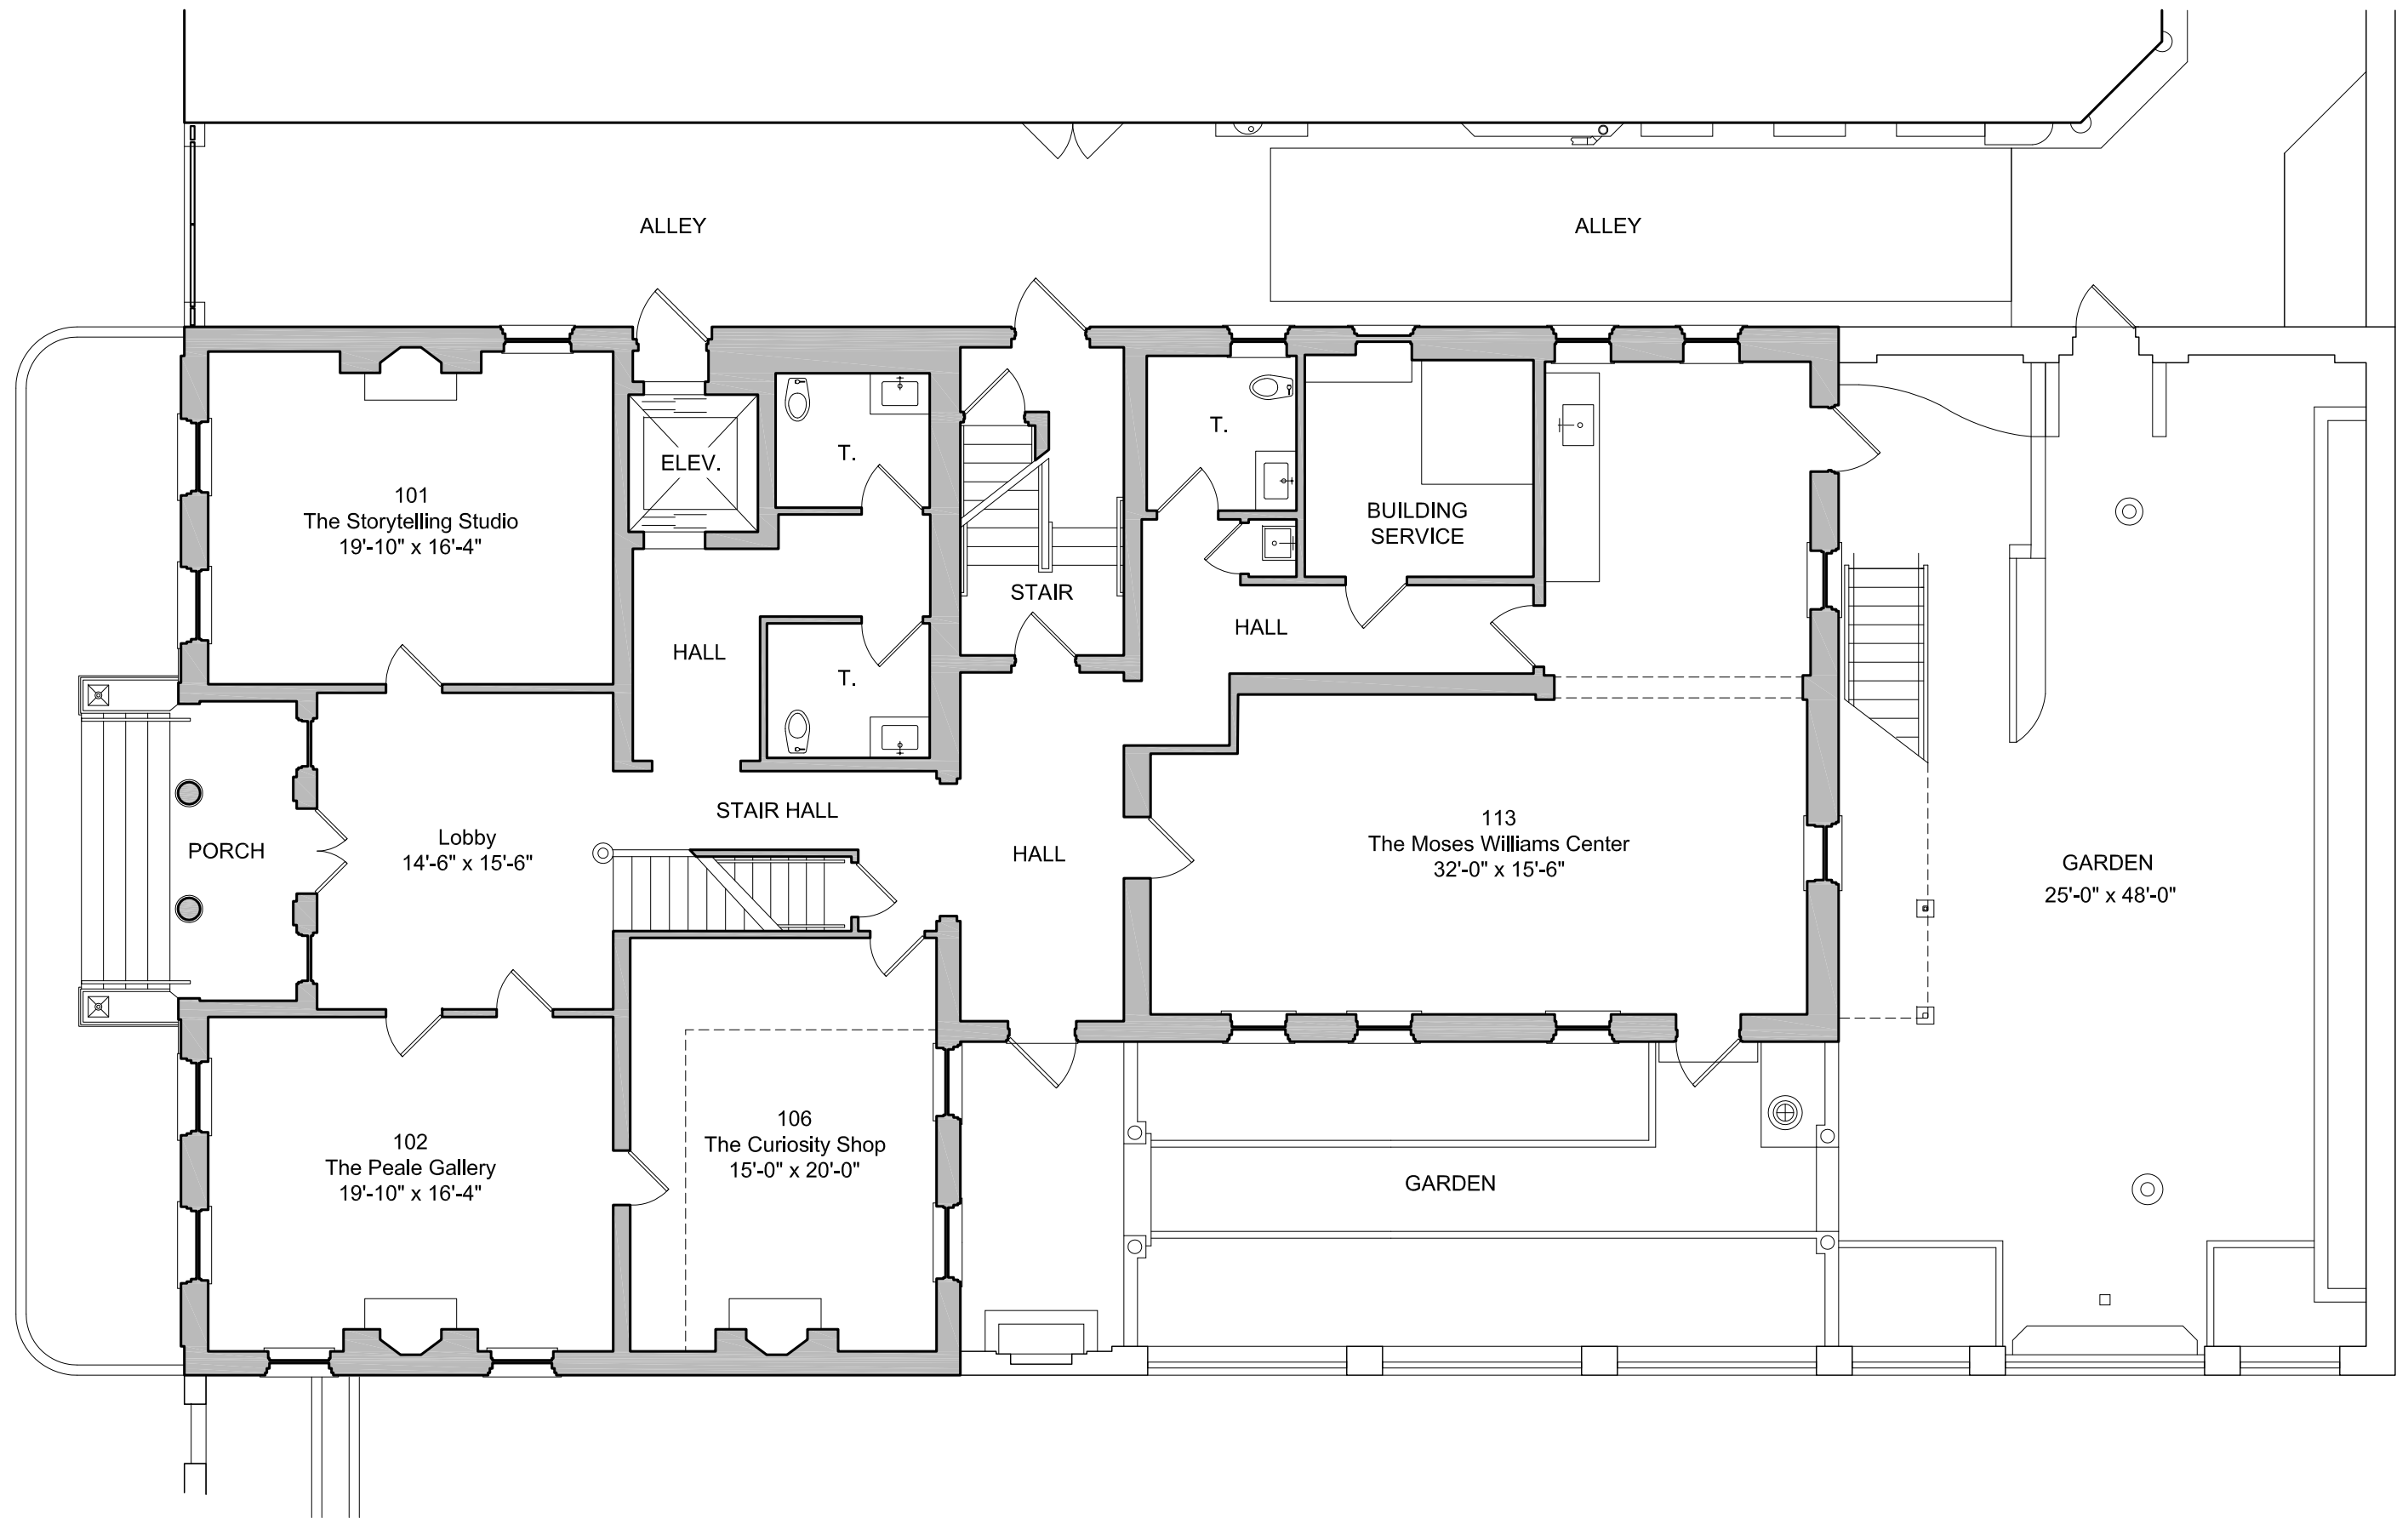 ALLEY
ALLEY
T.
T.
ELEV.
101
The Storytelling Studio
19'-10" x 16'-4"
BUILDING
SERVICE
STAIR
HALL
HALL
T.
STAIR HALL
PORCH
Lobby
14'-6" x 15'-6"
HALL
113
The Moses Williams Center
32'-0" x 15'-6"
GARDEN
25'-0" x 48'-0"
102
The Peale Gallery
19'-10" x 16'-4"
106
The Curiosity Shop
15'-0" x 20'-0"
GARDEN